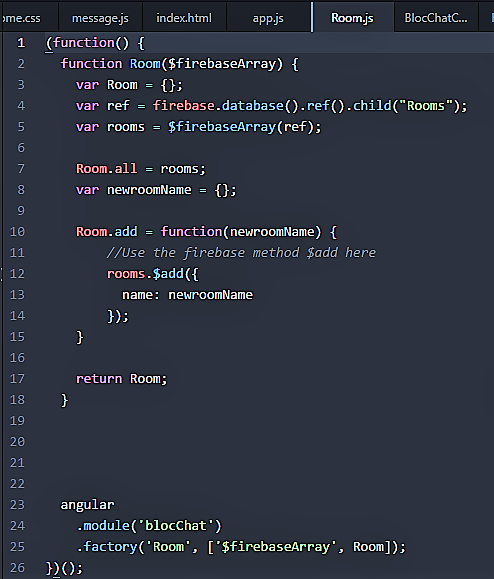 ome.css message.js index.html app.js Room.js BlocChatC...
1 (function() {
2 function Room($firebaseArray) {
3 var Room = {};
4 var ref = firebase.database().ref().child("Rooms");
5 var rooms = $firebaseArray(ref);
6
7 Room.all = rooms;
8 var newroomName = {};
9
10 Room.add = function(newroomName) {
11 //Use the firebase method $add here
12 rooms.$add({
13 name: newroomName
14 });
15 }
16
17 return Room;
18 }
19
20
21
22
23 angular
24 .module('blocChat')
25 .factory('Room', ['$firebaseArray', Room]);
26 })();